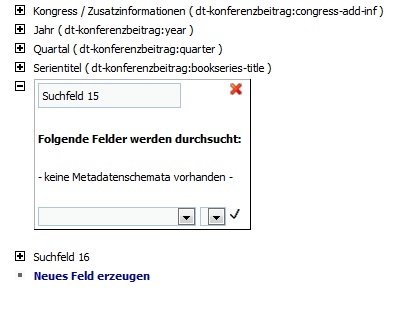 Kongress / Zusatzinformationen ( dt-konferenzbeitrag:congress-add-inf )
Jahr ( dt-konferenzbeitrag:year )
Quartal ( dt-konferenzbeitrag:quarter )
Serientitel ( dt-konferenzbeitrag:bookseries-title )
Suchfeld 15
Folgende Felder werden durchsucht:
- keine Metadatenschemata vorhanden -
Suchfeld 16
Neues Feld erzeugen